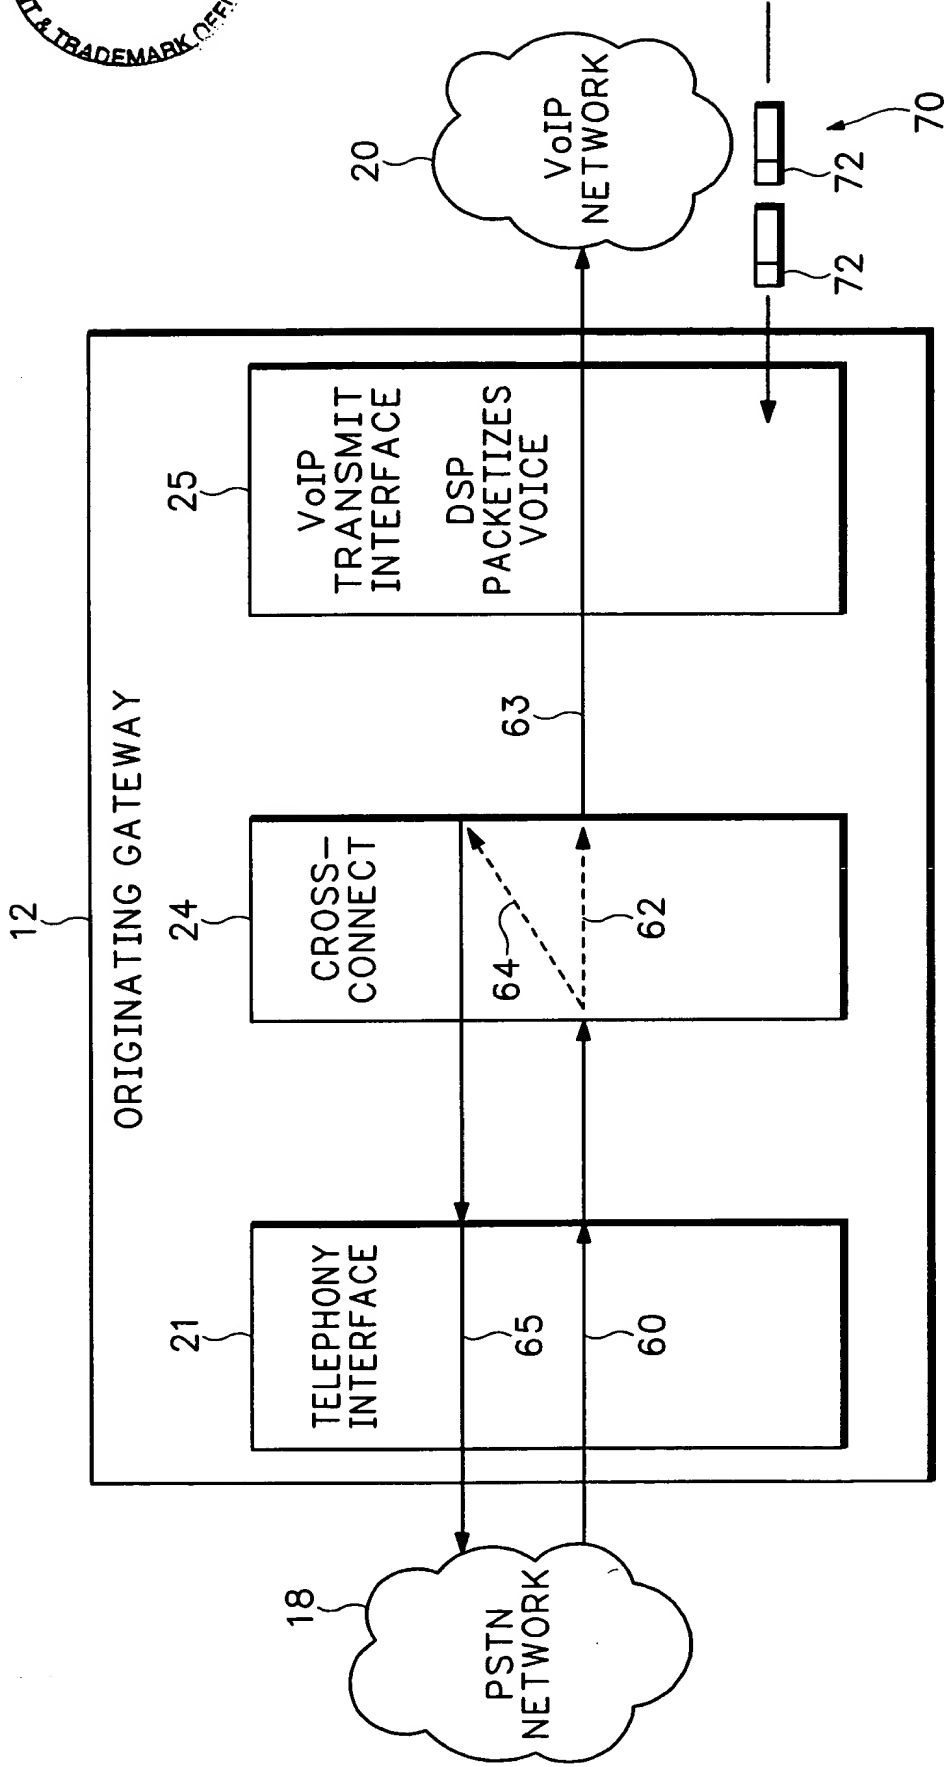 T & TRADEMARK OFFI
12
ORIGINATING GATEWAY
18
PSTN
NETWORK
21
TELEPHONY
INTERFACE
65
60
24
CROSS-
CONNECT
64
62
63
25
VoIP
TRANSMIT
INTERFACE
DSP
PACKETIZES
VOICE
20
VoIP
NETWORK
72
72
70